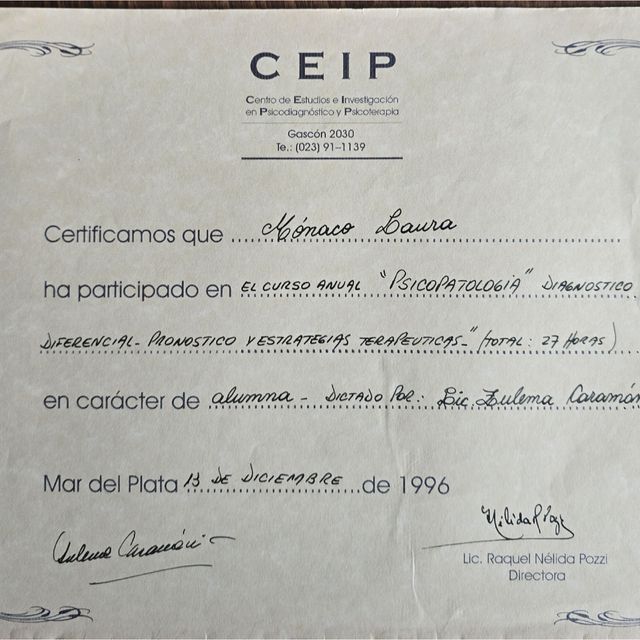 CEIP
Centro de Estudios e Investigación
en Psicodiagnóstico y Psicoterapia
Gascón 2030
Te.: (023) 91-1139
Certificamos que Mónaco Laura
ha participado en EL CURSO ANUAL "PSICOPATOLOGIA" DIAGNOSTICO
DIFERENCIAL- PRONOSTICO Y ESTRATEGIAS TERAPEUTICAS-" (TOTAL: 27 HORAS)
en carácter de alumna - DICTADO POR: Lic. Zulema Caramán
Mar del Plata 13 DE DICIEMBRE de 1996
Lic. Raquel Nélida Pozzi
Directora